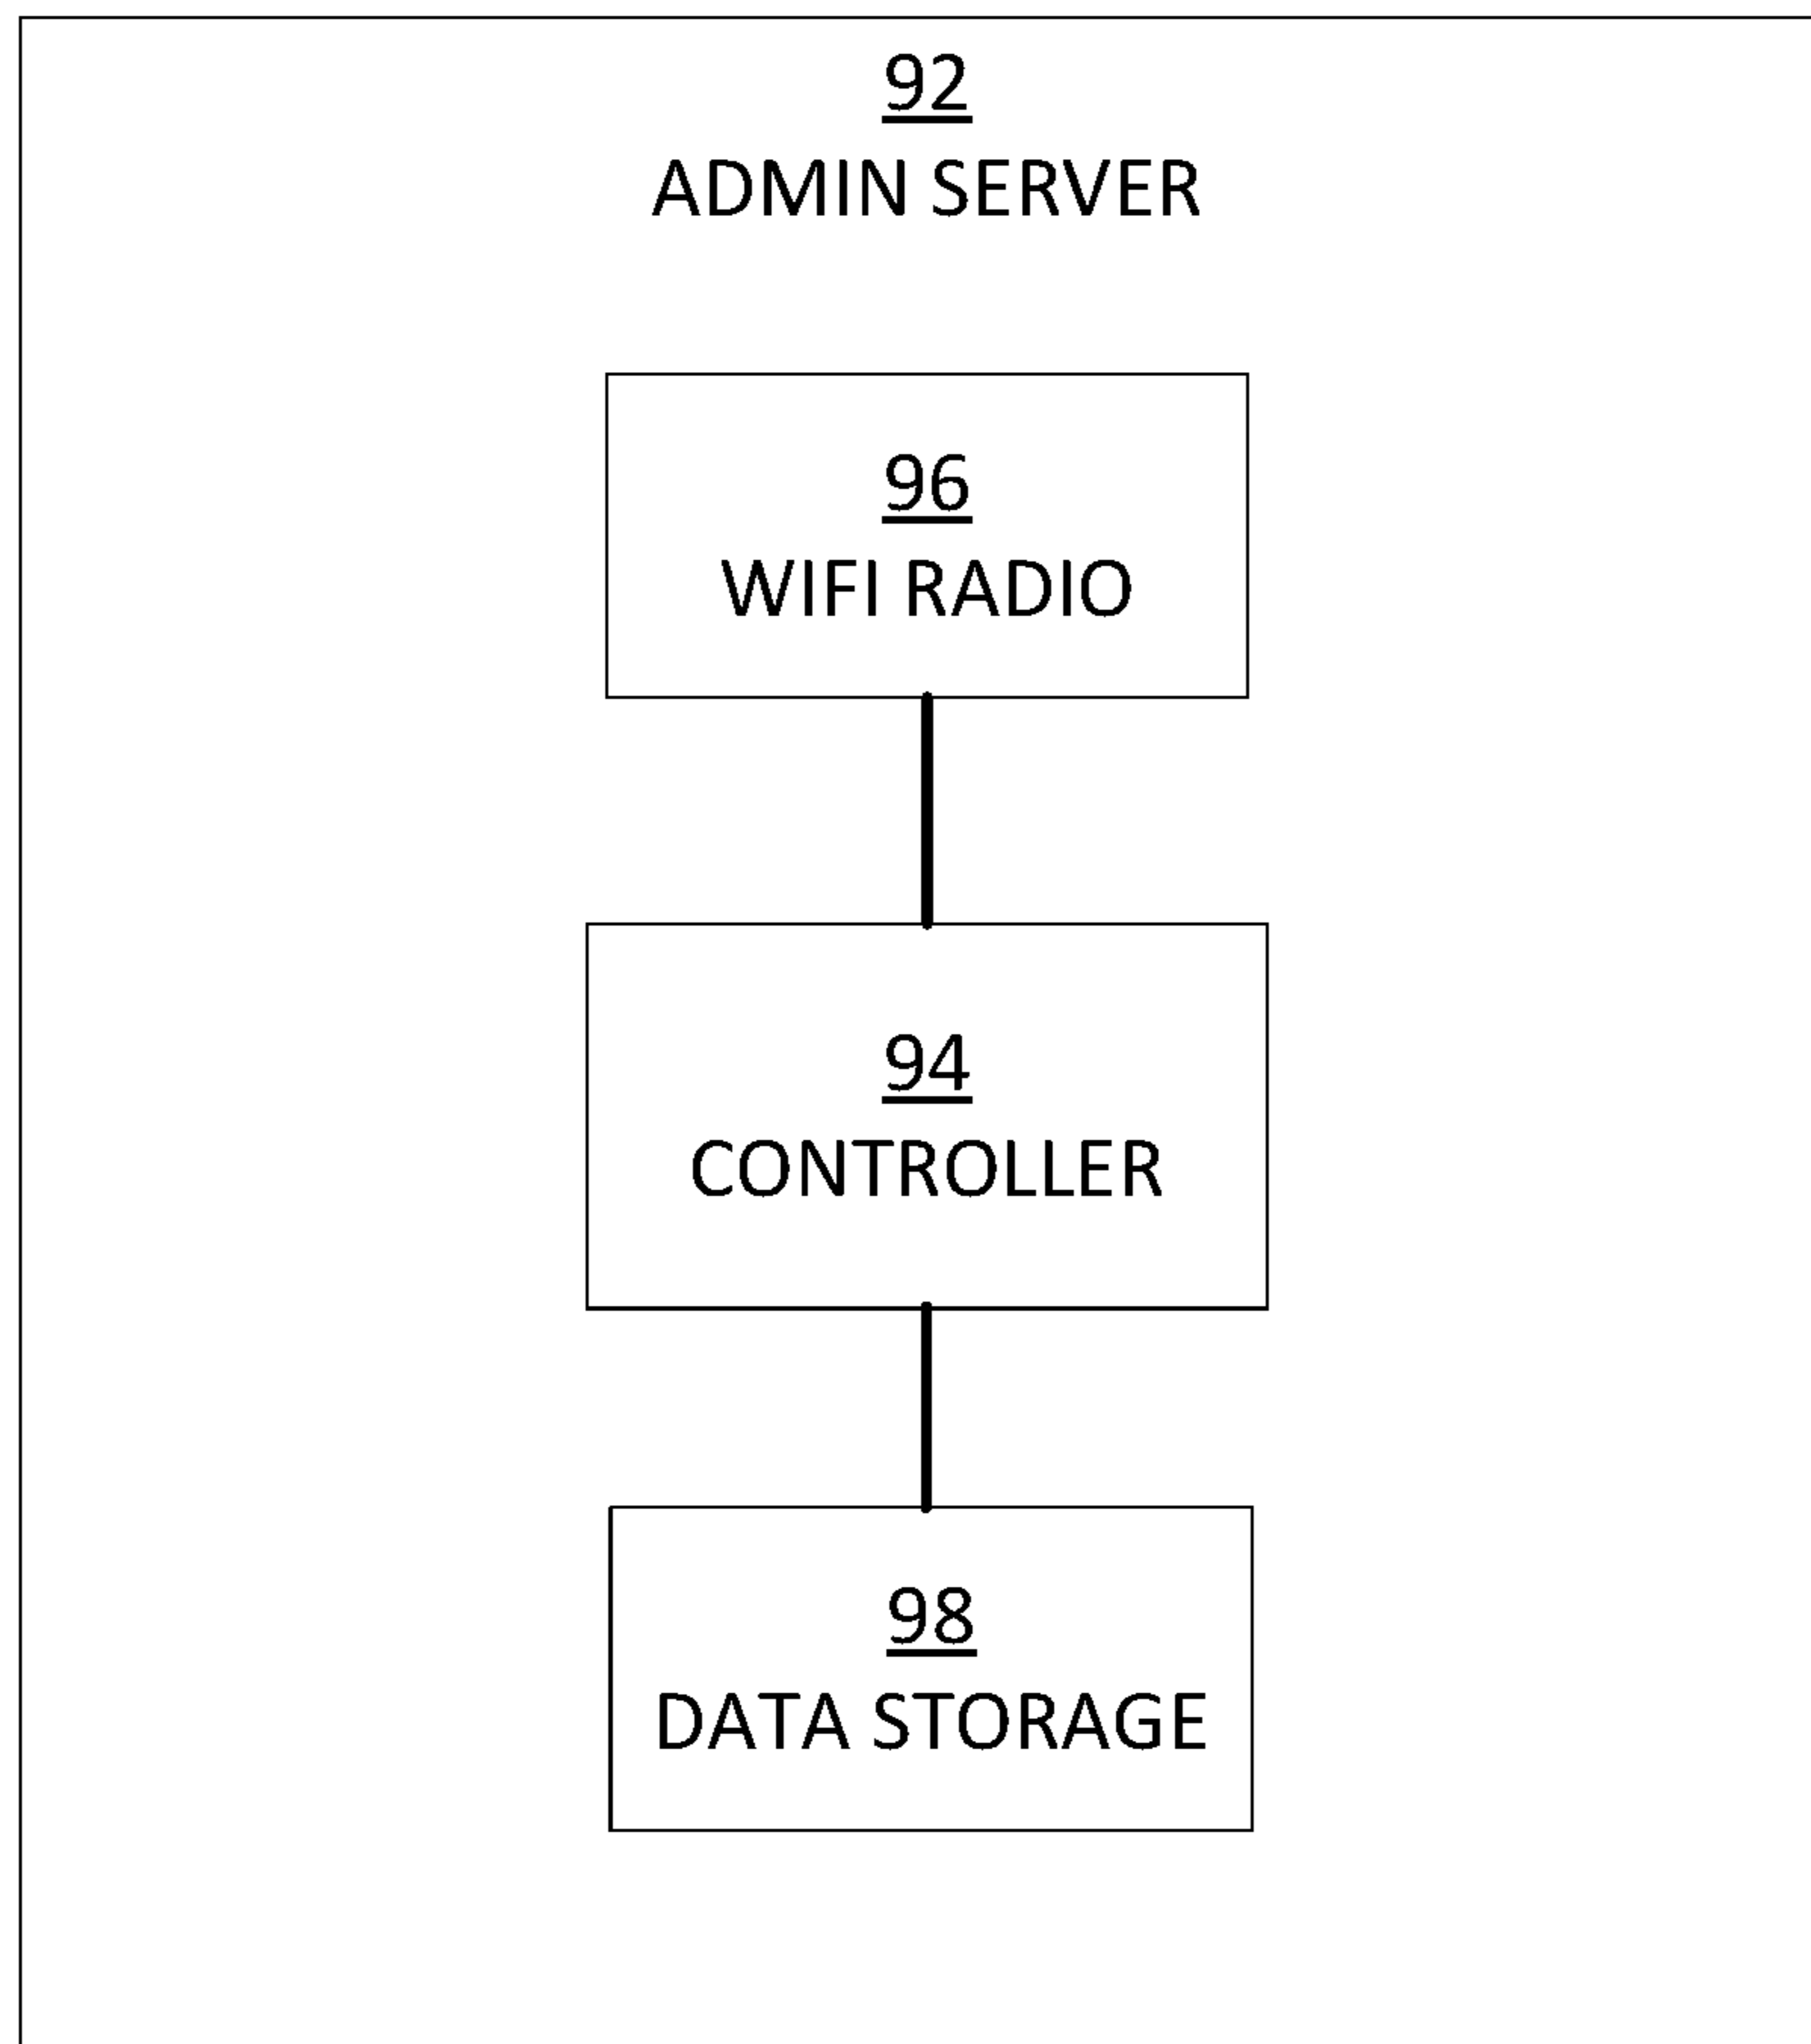 92
ADMIN SERVER
96
WIFI RADIO
94
CONTROLLER
98
DATA STORAGE